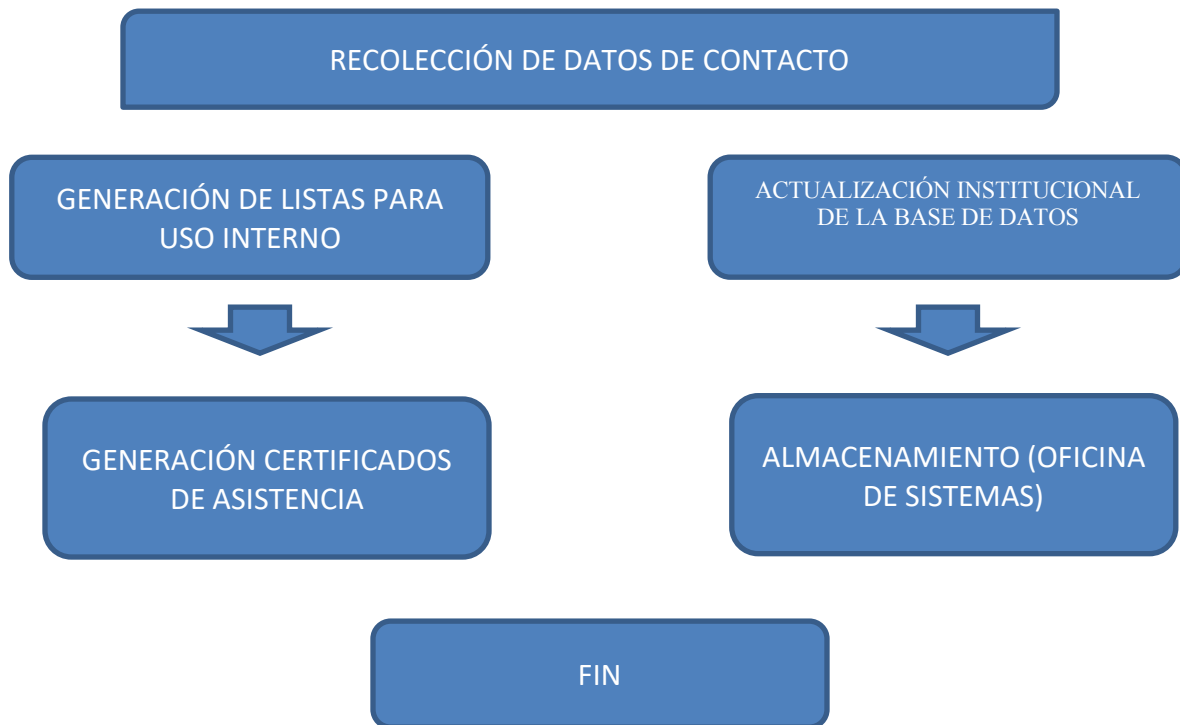 RECOLECCIÓN DE DATOS DE CONTACTO
GENERACIÓN DE LISTAS PARA
USO INTERNO
ACTUALIZACIÓN INSTITUCIONAL
DE LA BASE DE DATOS
GENERACIÓN CERTIFICADOS
DE ASISTENCIA
ALMACENAMIENTO (OFICINA
DE SISTEMAS)
FIN